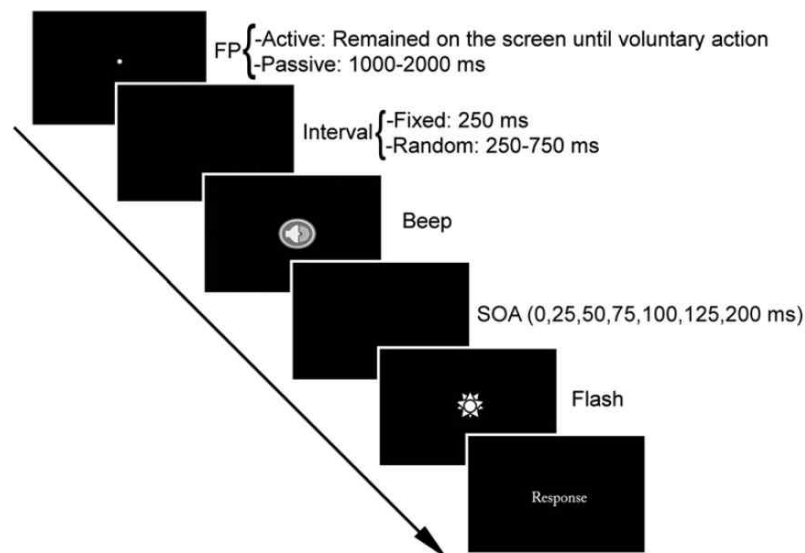 FP
-Active: Remained on the screen until voluntary action
-Passive: 1000-2000 ms
Interval
-Fixed: 250 ms
-Random: 250-750 ms
Beep
SOA (0,25,50,75,100,125,200 ms)
Flash
Response